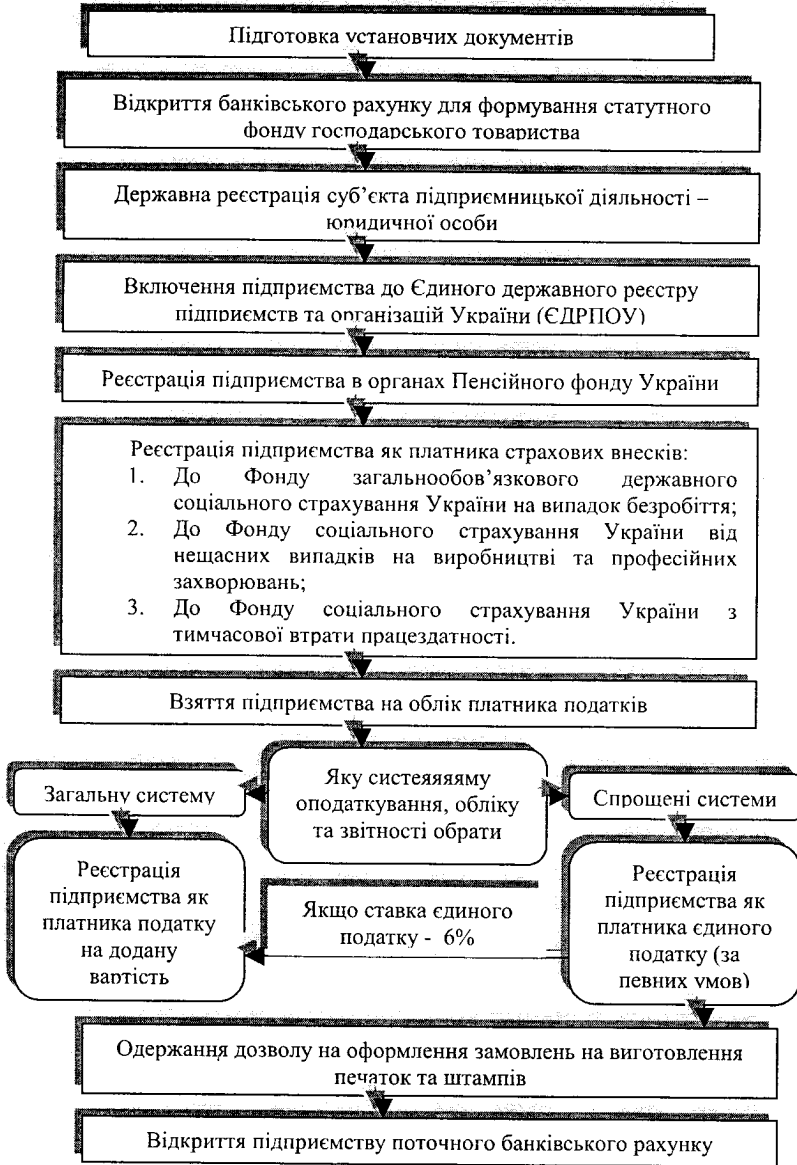 Підготовка установчих документів
Відкриття банківського рахунку для формування статутного
фонду господарського товариства
Державна реєстрація суб’єкта підприємницької діяльності –
юридичної особи
Включення підприємства до Єдиного державного реєстру
підприємств та організацій України (ЄДРПОУ)
Реєстрація підприємства в органах Пенсійного фонду України
Реєстрація підприємства як платника страхових внесків:
1. До Фонду загальнообов’язкового державного
соціального страхування України на випадок безробіття;
2. До Фонду соціального страхування України від
нещасних випадків на виробництві та професійних
захворювань;
3. До Фонду соціального страхування України з
тимчасової втрати працездатності.
Взяття підприємства на облік платника податків
Яку систеяяяяму
оподаткування, обліку
та звітності обрати
Загальну систему
Спрощені системи
Реєстрація
підприємства як
платника податку
на додану
вартість
Якщо ставка єдиного
податку - 6%
Реєстрація
підприємства як
платника єдиного
податку (за
певних умов)
Одержання дозволу на оформлення замовлень на виготовлення
печаток та штампів
Відкриття підприємству поточного банківського рахунку